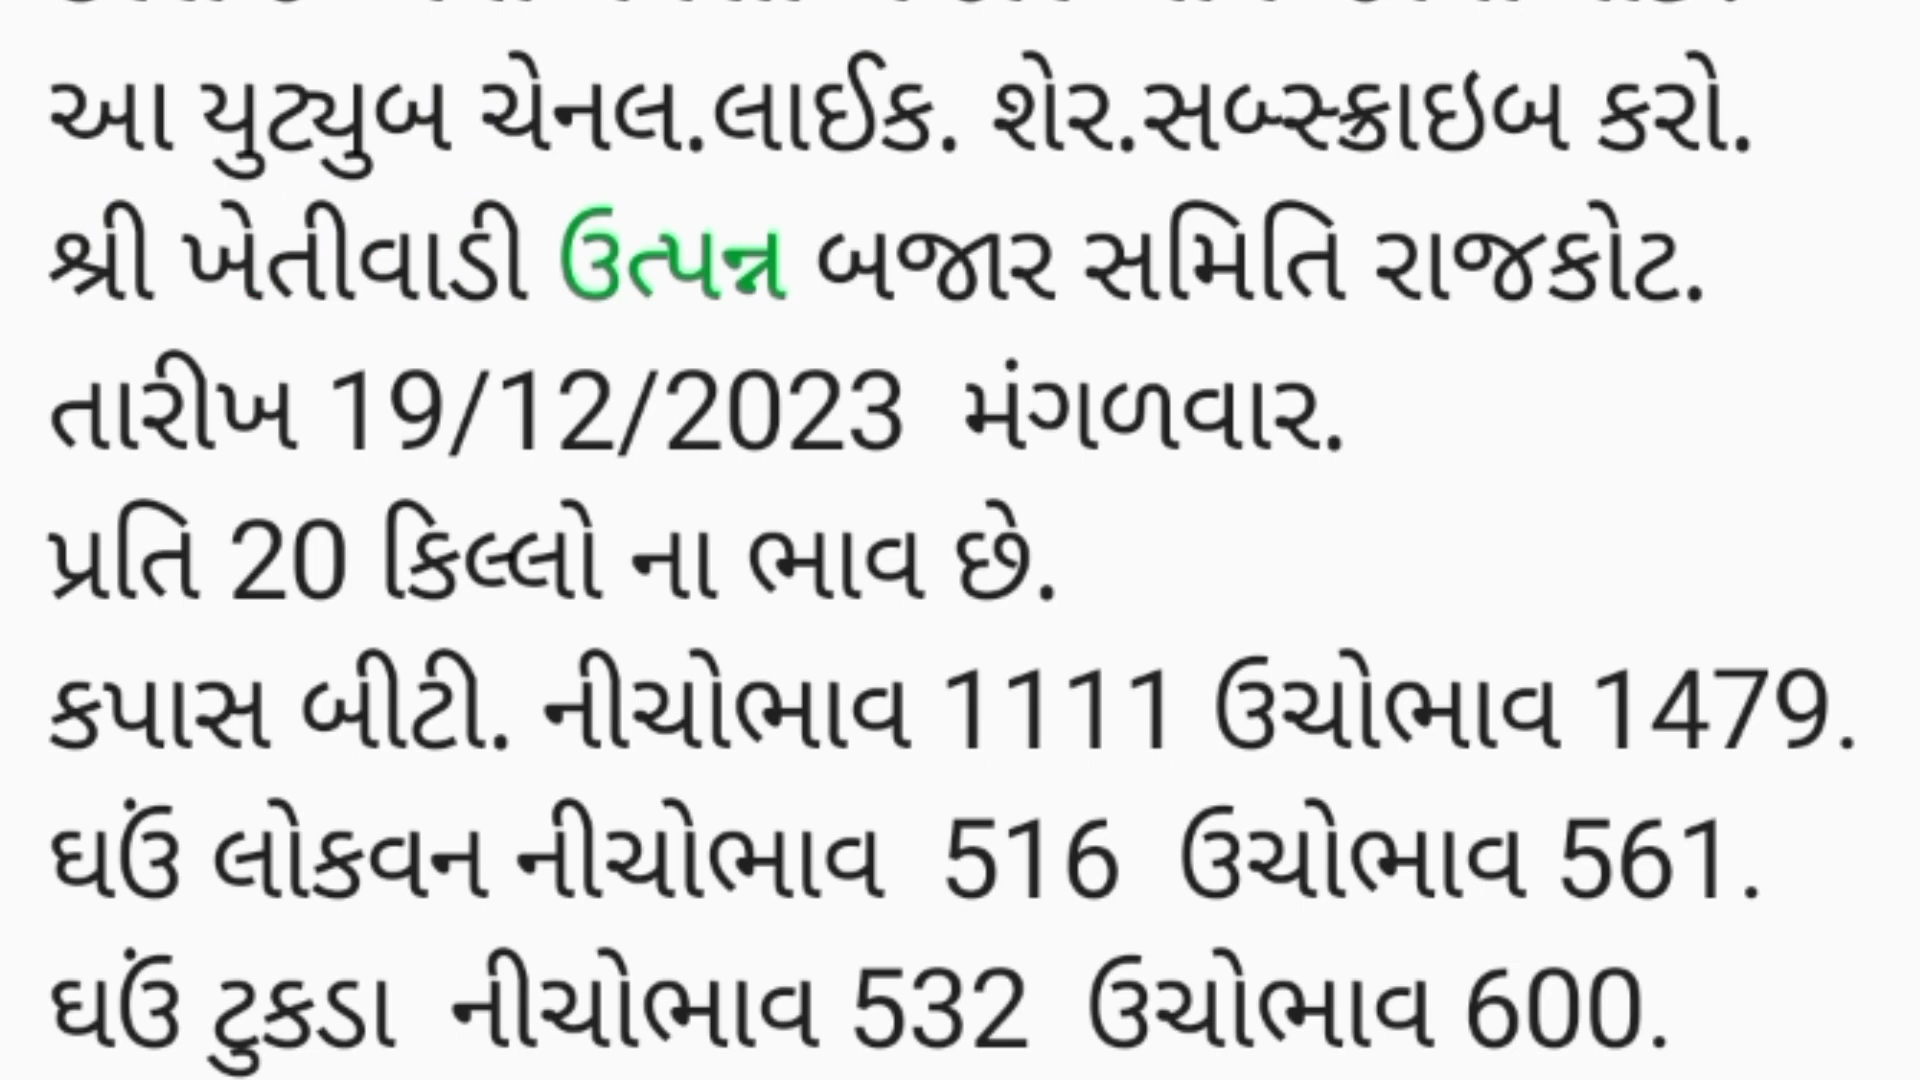 આ યુટ્યુબ ચેનલ.લાઈક. શેર.સબ્સ્ક્રાઇબ કરો.
શ્રી ખેતીવાડી ઉત્પન્ન બજાર સમિતિ રાજકોટ.
તારીખ 19/12/2023 મંગળવાર.
પ્રતિ 20 કિલ્લો ના ભાવ છે.
કપાસ બીટી. નીચોભાવ 1111 ઉચોભાવ 1479.
ઘઉં લોકવન નીચોભાવ 516 ઉચોભાવ 561.
ઘઉં ટુકડા નીચોભાવ 532 ઉચોભાવ 600.